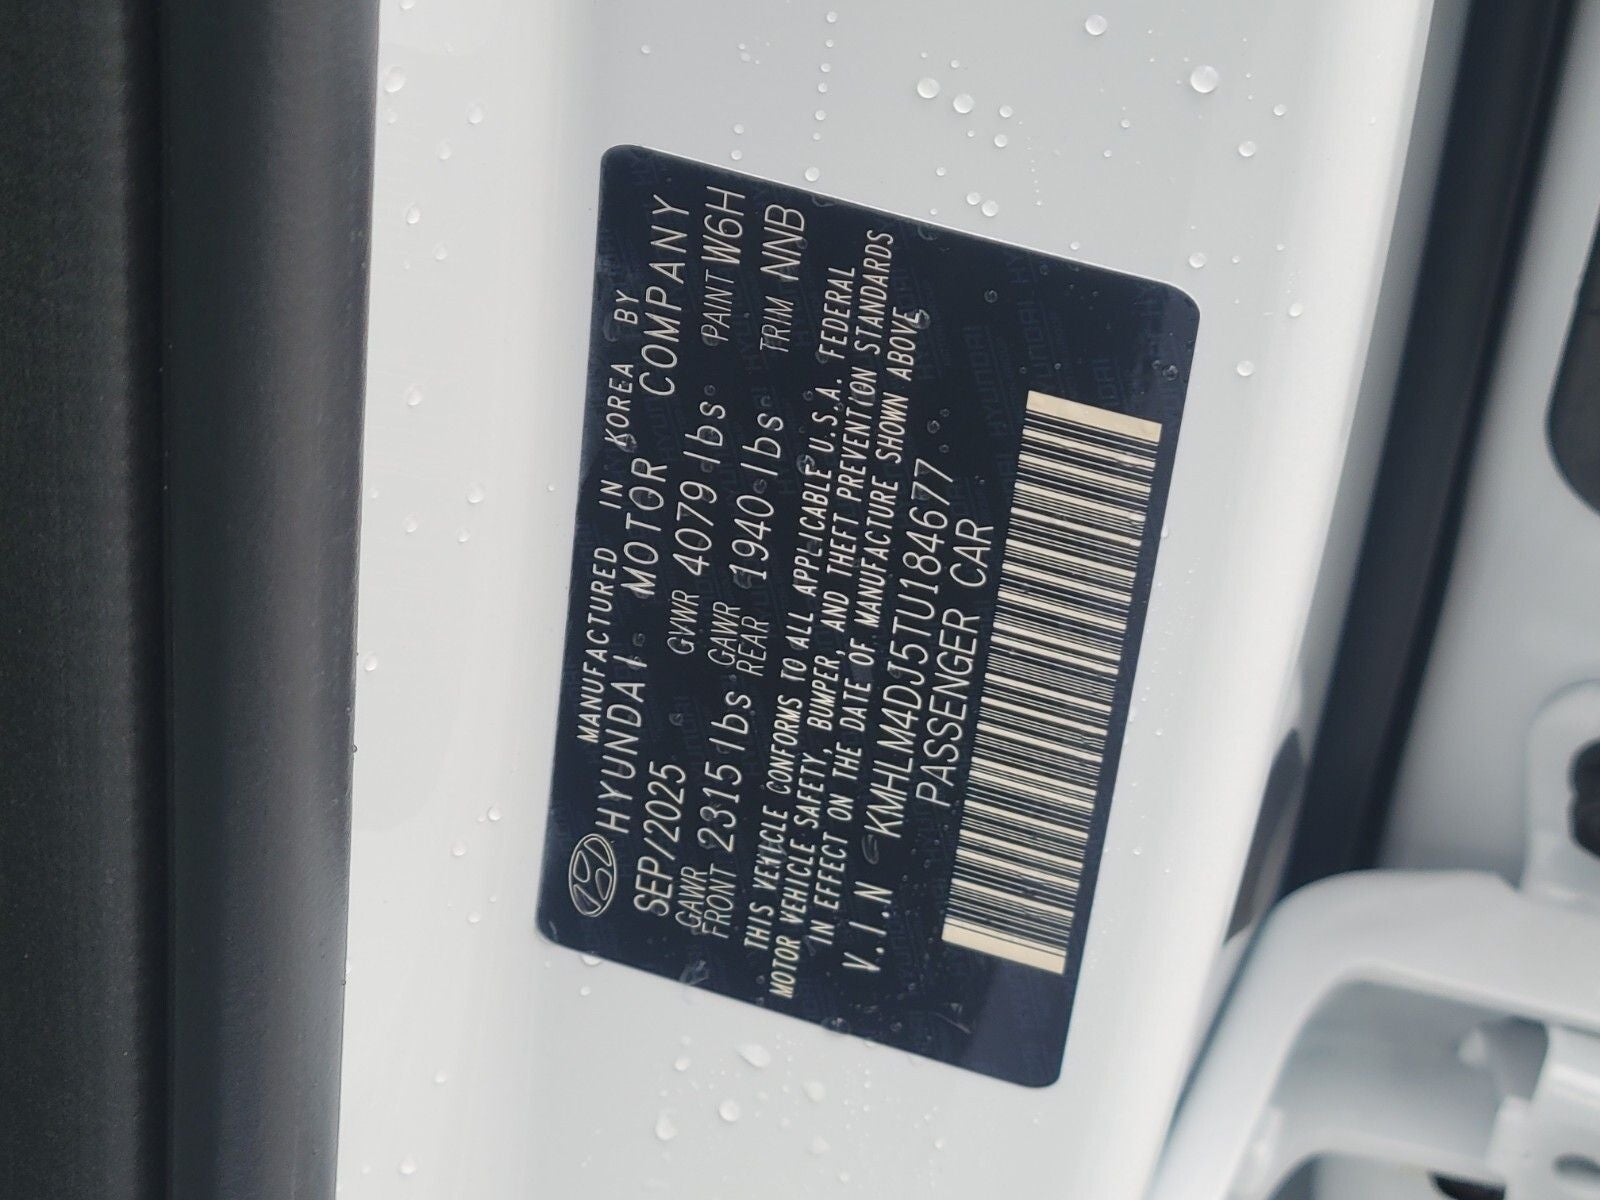 MANUFACTURED IN KOREA BY
HYUNDAI MOTOR COMPANY
SEP/2025 GVWR 4079 lbs PAINT W6H
GAWR FRONT 2315 lbs GAWR REAR 1940 lbs TRIM NNB
THIS VEHICLE CONFORMS TO ALL APPLICABLE U.S.A. FEDERAL
MOTOR VEHICLE SAFETY, BUMPER, AND THEFT PREVENTION STANDARDS
IN EFFECT ON THE DATE OF MANUFACTURE SHOWN ABOVE
V.I.N KMHLM4DJ5TU184677
PASSENGER CAR